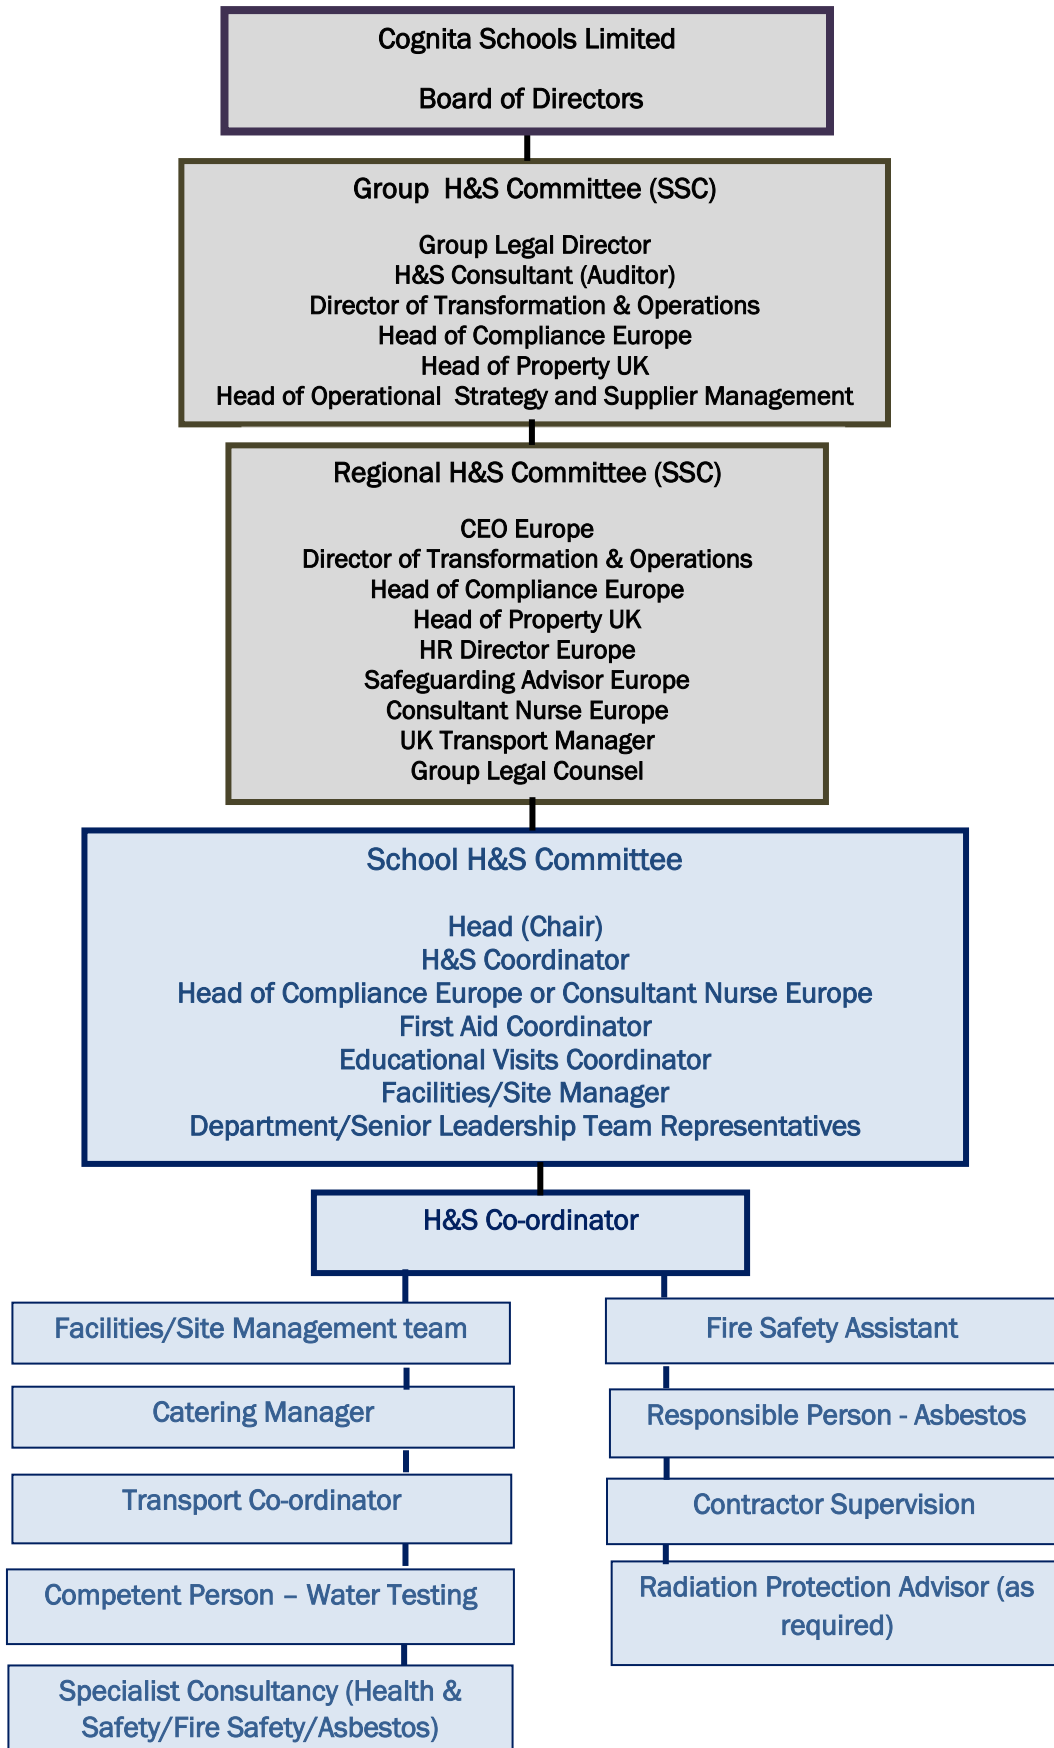 Cognita Schools Limited
Board of Directors
Group H&S Committee (SSC)
Group Legal Director
H&S Consultant (Auditor)
Director of Transformation & Operations
Head of Compliance Europe
Head of Property UK
Head of Operational Strategy and Supplier Management
Regional H&S Committee (SSC)
CEO Europe
Director of Transformation & Operations
Head of Compliance Europe
Head of Property UK
HR Director Europe
Safeguarding Advisor Europe
Consultant Nurse Europe
UK Transport Manager
Group Legal Counsel
School H&S Committee
Head (Chair)
H&S Coordinator
Head of Compliance Europe or Consultant Nurse Europe
First Aid Coordinator
Educational Visits Coordinator
Facilities/Site Manager
Department/Senior Leadership Team Representatives
H&S Co-ordinator
Facilities/Site Management team
Catering Manager
Transport Co-ordinator
Competent Person – Water Testing
Specialist Consultancy (Health &
Safety/Fire Safety/Asbestos)
Fire Safety Assistant
Responsible Person - Asbestos
Contractor Supervision
Radiation Protection Advisor (as
required)